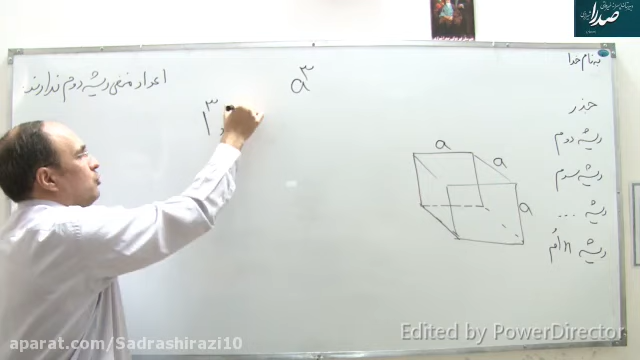 به نام خدا
جذر
ریشه دوم
ریشه سوم
ریشه ...
ریشه nاُم
اعداد منفی ریشه دوم ندارند.
a³
۱³،
a
a
a
صدرا
Edited by PowerDirector
aparat.com/Sadrashirazi10